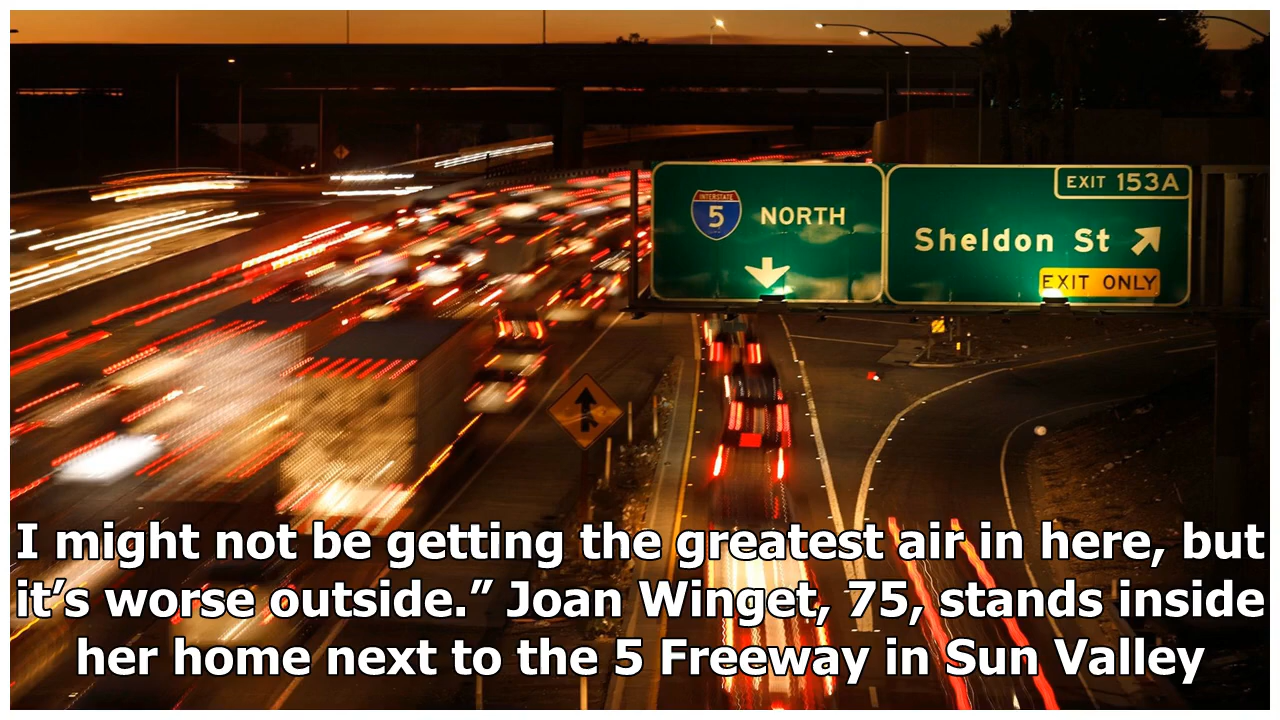 EXIT 153A
INTERSTATE
5
NORTH
Sheldon St
EXIT ONLY
I might not be getting the greatest air in here, but
it’s worse outside.” Joan Winget, 75, stands inside
her home next to the 5 Freeway in Sun Valley